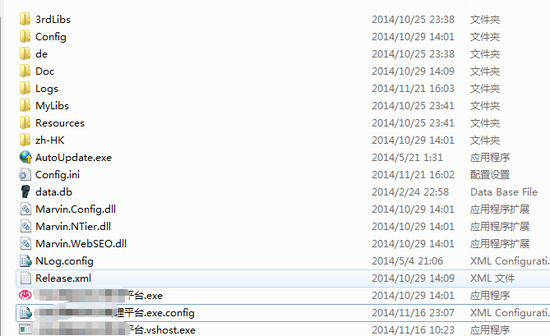 3rdLibs 2014/10/25 23:38 文件夹
Config 2014/10/29 14:01 文件夹
de 2014/10/25 23:38 文件夹
Doc 2014/10/29 14:09 文件夹
Logs 2014/11/21 16:03 文件夹
MyLibs 2014/10/25 23:41 文件夹
Resources 2014/10/25 23:41 文件夹
zh-HK 2014/10/29 14:01 文件夹
AutoUpdate.exe 2014/5/21 1:31 应用程序
Config.ini 2014/11/21 16:02 配置设置
data.db 2014/2/24 22:58 Data Base File
Marvin.Config.dll 2014/10/29 14:01 应用程序扩展
Marvin.NTier.dll 2014/10/29 14:01 应用程序扩展
Marvin.WebSEO.dll 2014/10/29 14:01 应用程序扩展
NLog.config 2014/5/4 21:06 XML Configurati...
Release.xml 2014/10/29 14:09 XML 文件
平台.exe 2014/10/29 14:01 应用程序
理平台.exe.config 2014/11/16 23:07 XML Configurati...
平台.vshost.exe 2014/11/16 10:23 应用程序